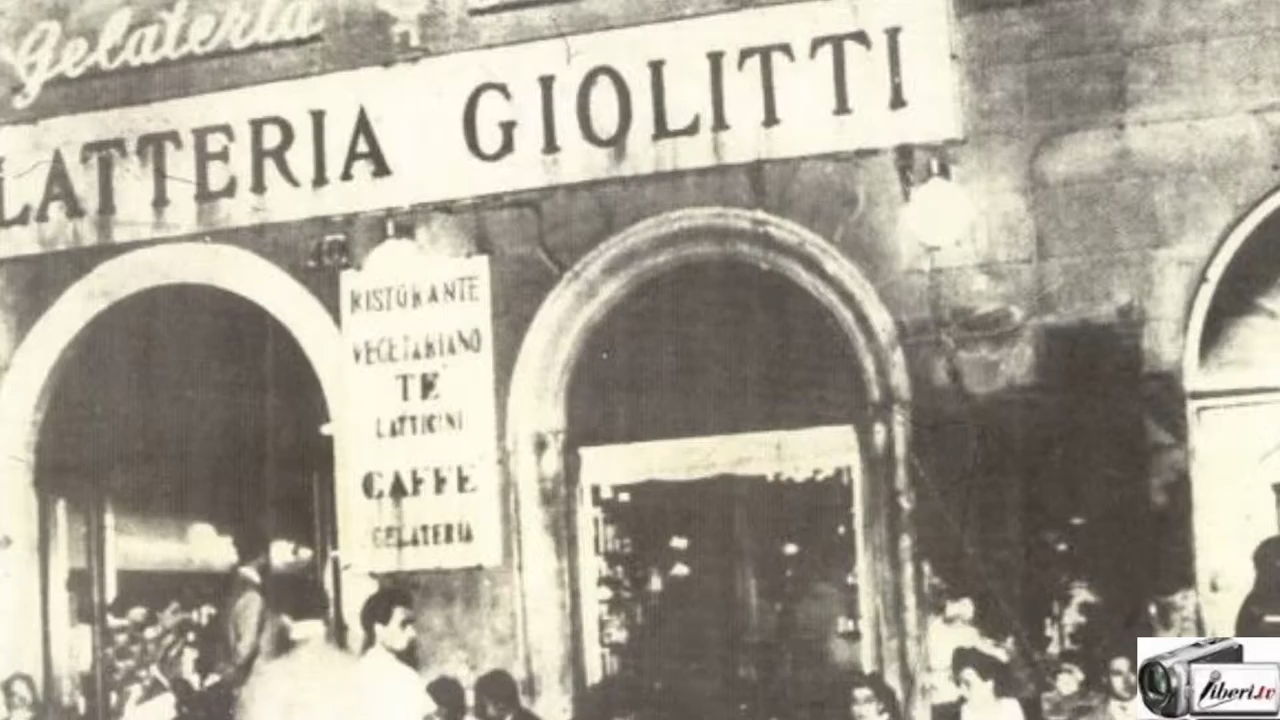 Gelateria
LATTERIA GIOLITTI
RISTORANTE
VEGETARIANO
TE
LATTICINI
CAFFE
GELATERIA
liberi.tv